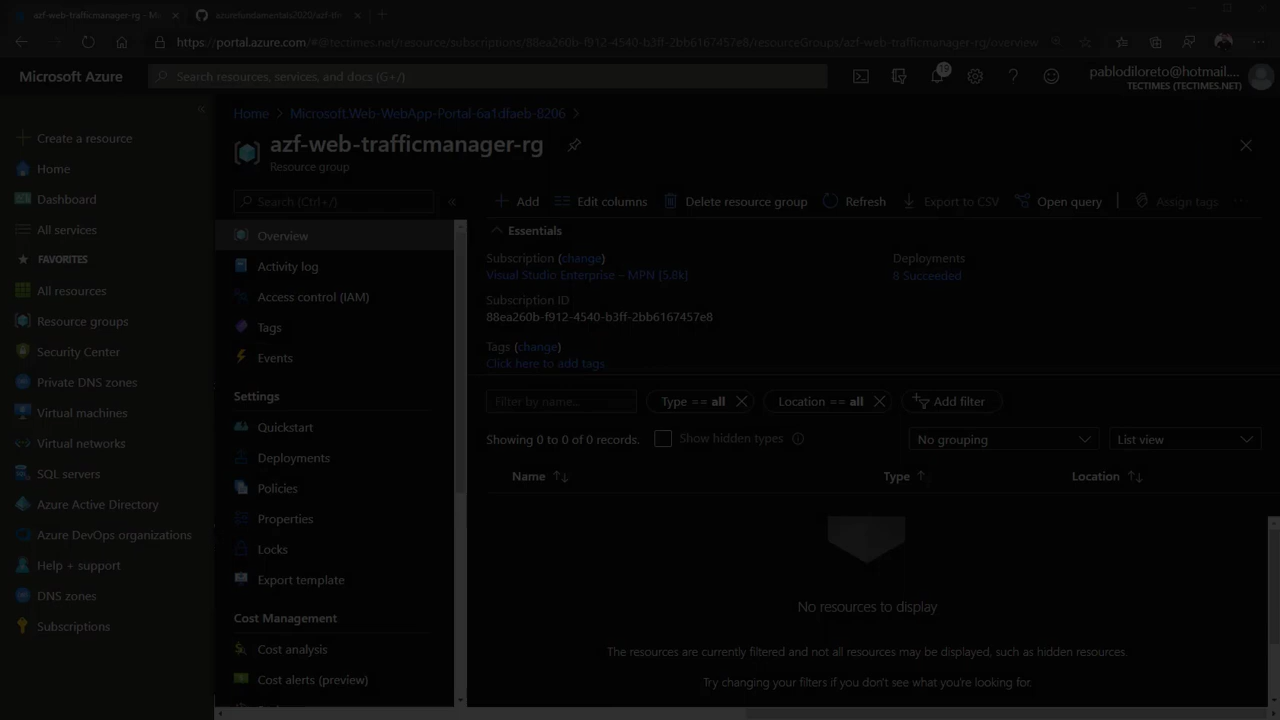 azf-web-trafficmanager-rg - M
azurefundamentals2020/azf-tr
https://portal.azure.com/#@tectimes.net/resource/subscriptions/88ea260b-f912-4540-b3ff-2bb6167457e8/resourceGroups/azf-web-trafficmanager-rg/overview
Microsoft Azure
Search resources, services, and docs (G+/)
19
pablodiloreto@hotmail....
TECTIMES (TECTIMES.NET)
Home > Microsoft.Web-WebApp-Portal-6a1dfaeb-8206 >
azf-web-trafficmanager-rg
Resource group
Create a resource
Home
Dashboard
All services
FAVORITES
All resources
Resource groups
Security Center
Private DNS zones
Virtual machines
Virtual networks
SQL servers
Azure Active Directory
Azure DevOps organizations
Help + support
DNS zones
Subscriptions
Search (Ctrl+/)
Overview
Activity log
Access control (IAM)
Tags
Events
Settings
Quickstart
Deployments
Policies
Properties
Locks
Export template
Cost Management
Cost analysis
Cost alerts (preview)
Add
Edit columns
Delete resource group
Refresh
Export to CSV
Open query
Assign tags
Essentials
Subscription (change)
Visual Studio Enterprise – MPN [5.8k]
Subscription ID
88ea260b-f912-4540-b3ff-2bb6167457e8
Tags (change)
Click here to add tags
Deployments
8 Succeeded
Filter by name...
Type == all
Location == all
Add filter
Showing 0 to 0 of 0 records.
Show hidden types
No grouping
List view
Name
Type
Location
No resources to display
The resources are currently filtered and not all resources may be displayed, such as hidden resources.
Try changing your filters if you don't see what you're looking for.